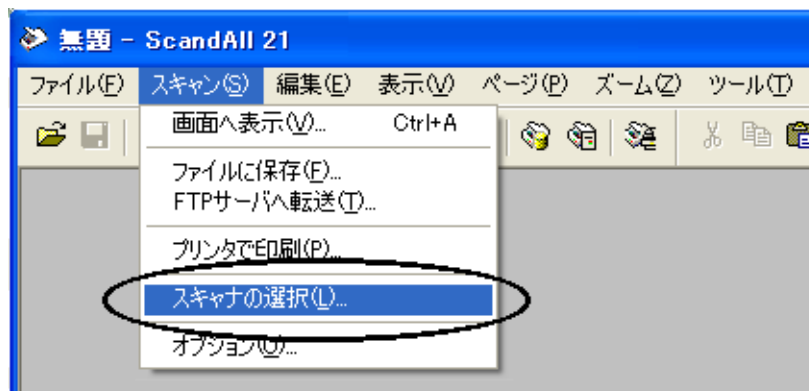 無題 - ScandAll 21
ファイル(F) スキャン(S) 編集(E) 表示(V) ページ(P) ズーム(Z) ツール(T)
画面へ表示(V)... Ctrl+A
ファイルに保存(F)...
FTPサーバへ転送(T)...
プリンタで印刷(P)...
スキャナの選択(L)...
オプション(O)...